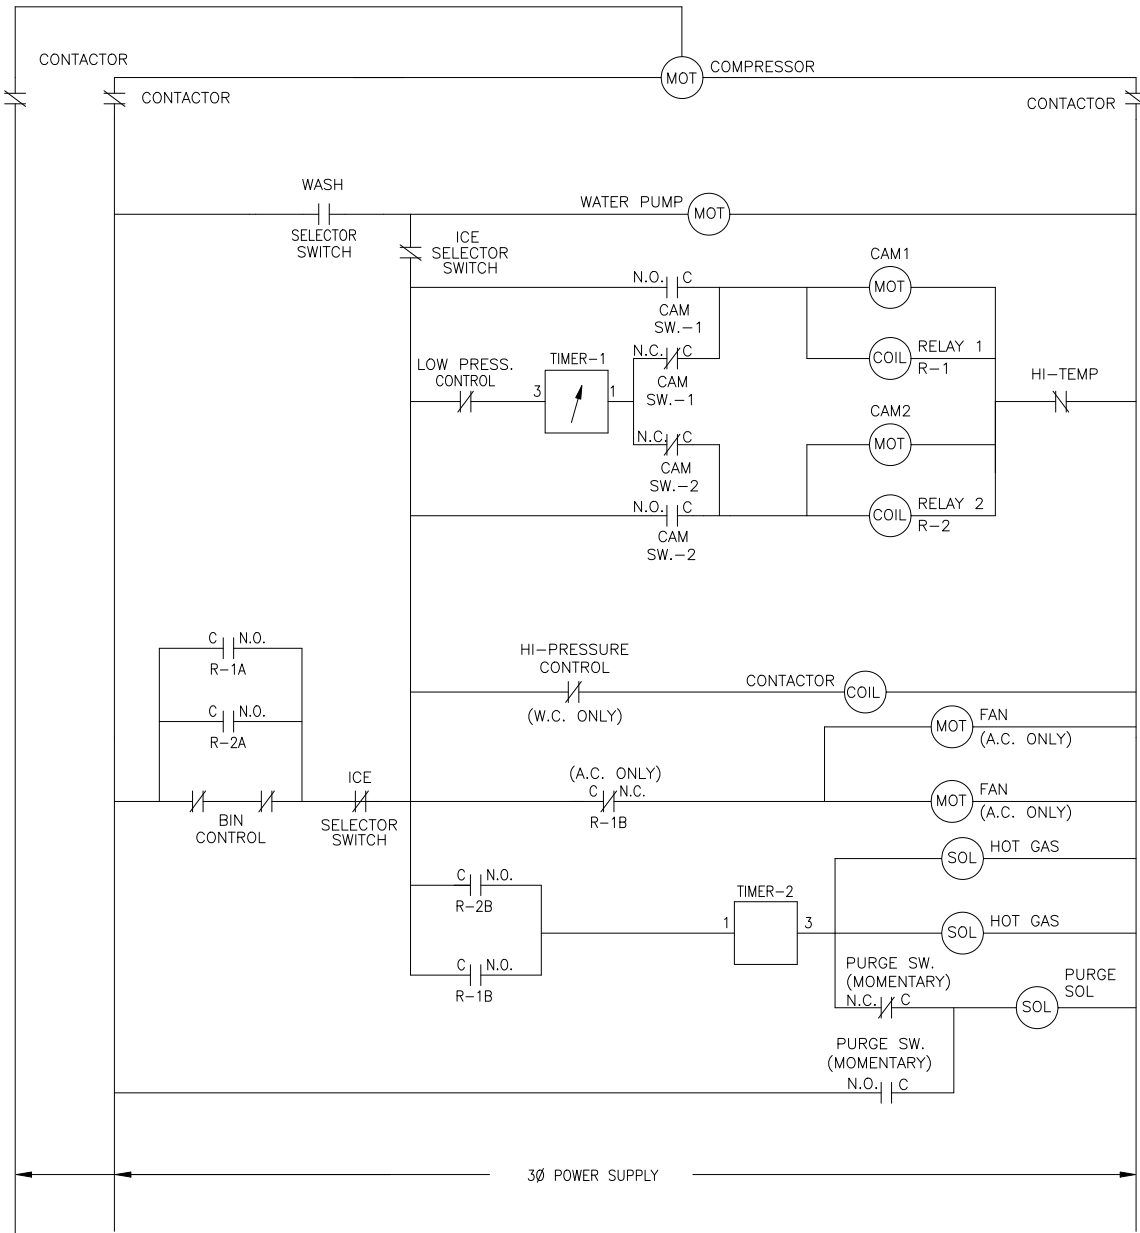 CONTACTOR
MOT
COMPRESSOR
CONTACTOR
CONTACTOR
WASH
SELECTOR
SWITCH
WATER PUMP
MOT
ICE
SELECTOR
SWITCH
CAM1
N.O.
C
MOT
CAM
SW.-1
LOW PRESS.
CONTROL
TIMER-1
3
1
N.C.
C
CAM
SW.-1
COIL
RELAY 1
R-1
HI-TEMP
CAM2
N.C.
C
MOT
CAM
SW.-2
N.O.
C
COIL
RELAY 2
R-2
CAM
SW.-2
C
N.O.
R-1A
HI-PRESSURE
CONTROL
(W.C. ONLY)
CONTACTOR
COIL
C
N.O.
R-2A
MOT
FAN
(A.C. ONLY)
BIN
CONTROL
ICE
SELECTOR
SWITCH
(A.C. ONLY)
C
N.C.
R-1B
MOT
FAN
(A.C. ONLY)
SOL
HOT GAS
C
N.O.
R-2B
TIMER-2
1
3
SOL
HOT GAS
C
N.O.
R-1B
PURGE SW.
(MOMENTARY)
N.C.
C
SOL
PURGE
SOL
PURGE SW.
(MOMENTARY)
N.O.
C
3Ø POWER SUPPLY